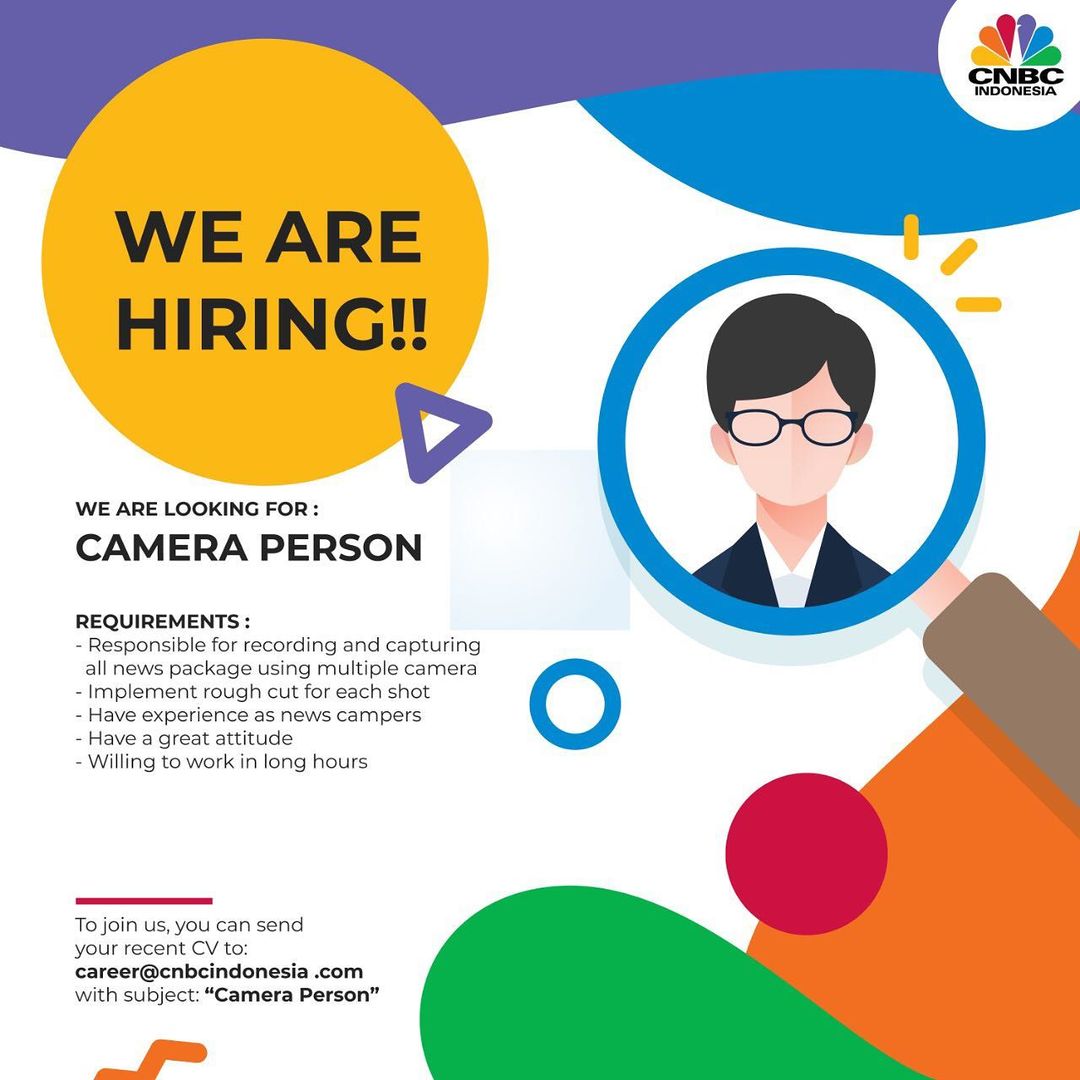 CNBC
INDONESIA
WE ARE
HIRING!!
WE ARE LOOKING FOR :
CAMERA PERSON
REQUIREMENTS :
- Responsible for recording and capturing
all news package using multiple camera
- Implement rough cut for each shot
- Have experience as news campers
- Have a great attitude
- Willing to work in long hours
To join us, you can send
your recent CV to:
career@cnbcindonesia .com
with subject: “Camera Person”